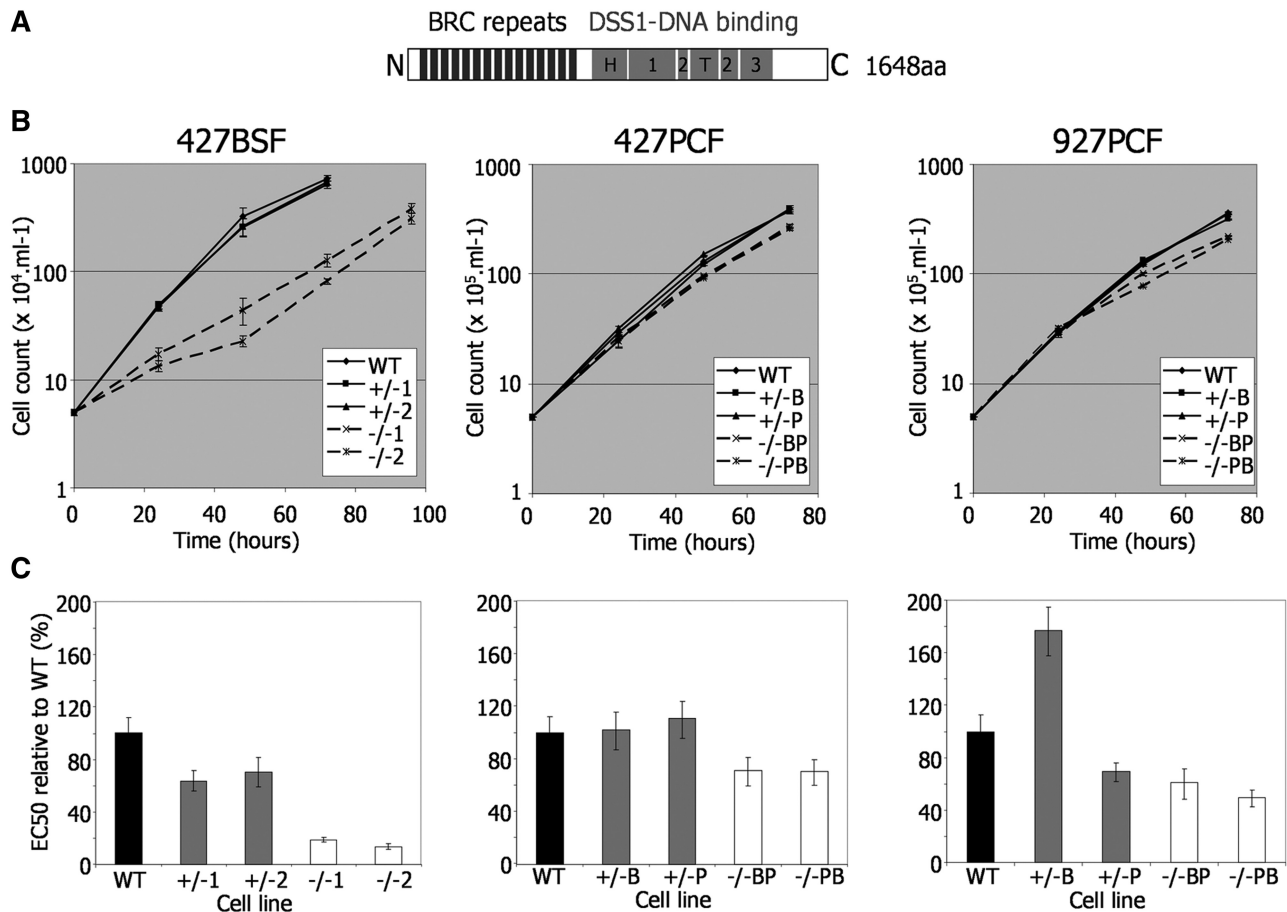 A
BRC repeats DSS1-DNA binding
N H 1 2 T 2 3 C 1648aa
B
427BSF
1000
100
10
1
Cell count (x 10⁴.ml-1)
0 20 40 60 80 100
Time (hours)
WT
+/-1
+/-2
-/-1
-/-2
427PCF
1000
100
10
1
Cell count (x 10⁵.ml-1)
0 20 40 60 80
Time (hours)
WT
+/-B
+/-P
-/-BP
-/-PB
927PCF
1000
100
10
1
Cell count (x 10⁵.ml-1)
0 20 40 60 80
Time (hours)
WT
+/-B
+/-P
-/-BP
-/-PB
C
EC50 relative to WT (%)
200
160
120
80
40
0
WT +/-1 +/-2 -/-1 -/-2
Cell line
200
160
120
80
40
0
WT +/-B +/-P -/-BP -/-PB
Cell line
200
160
120
80
40
0
WT +/-B +/-P -/-BP -/-PB
Cell line